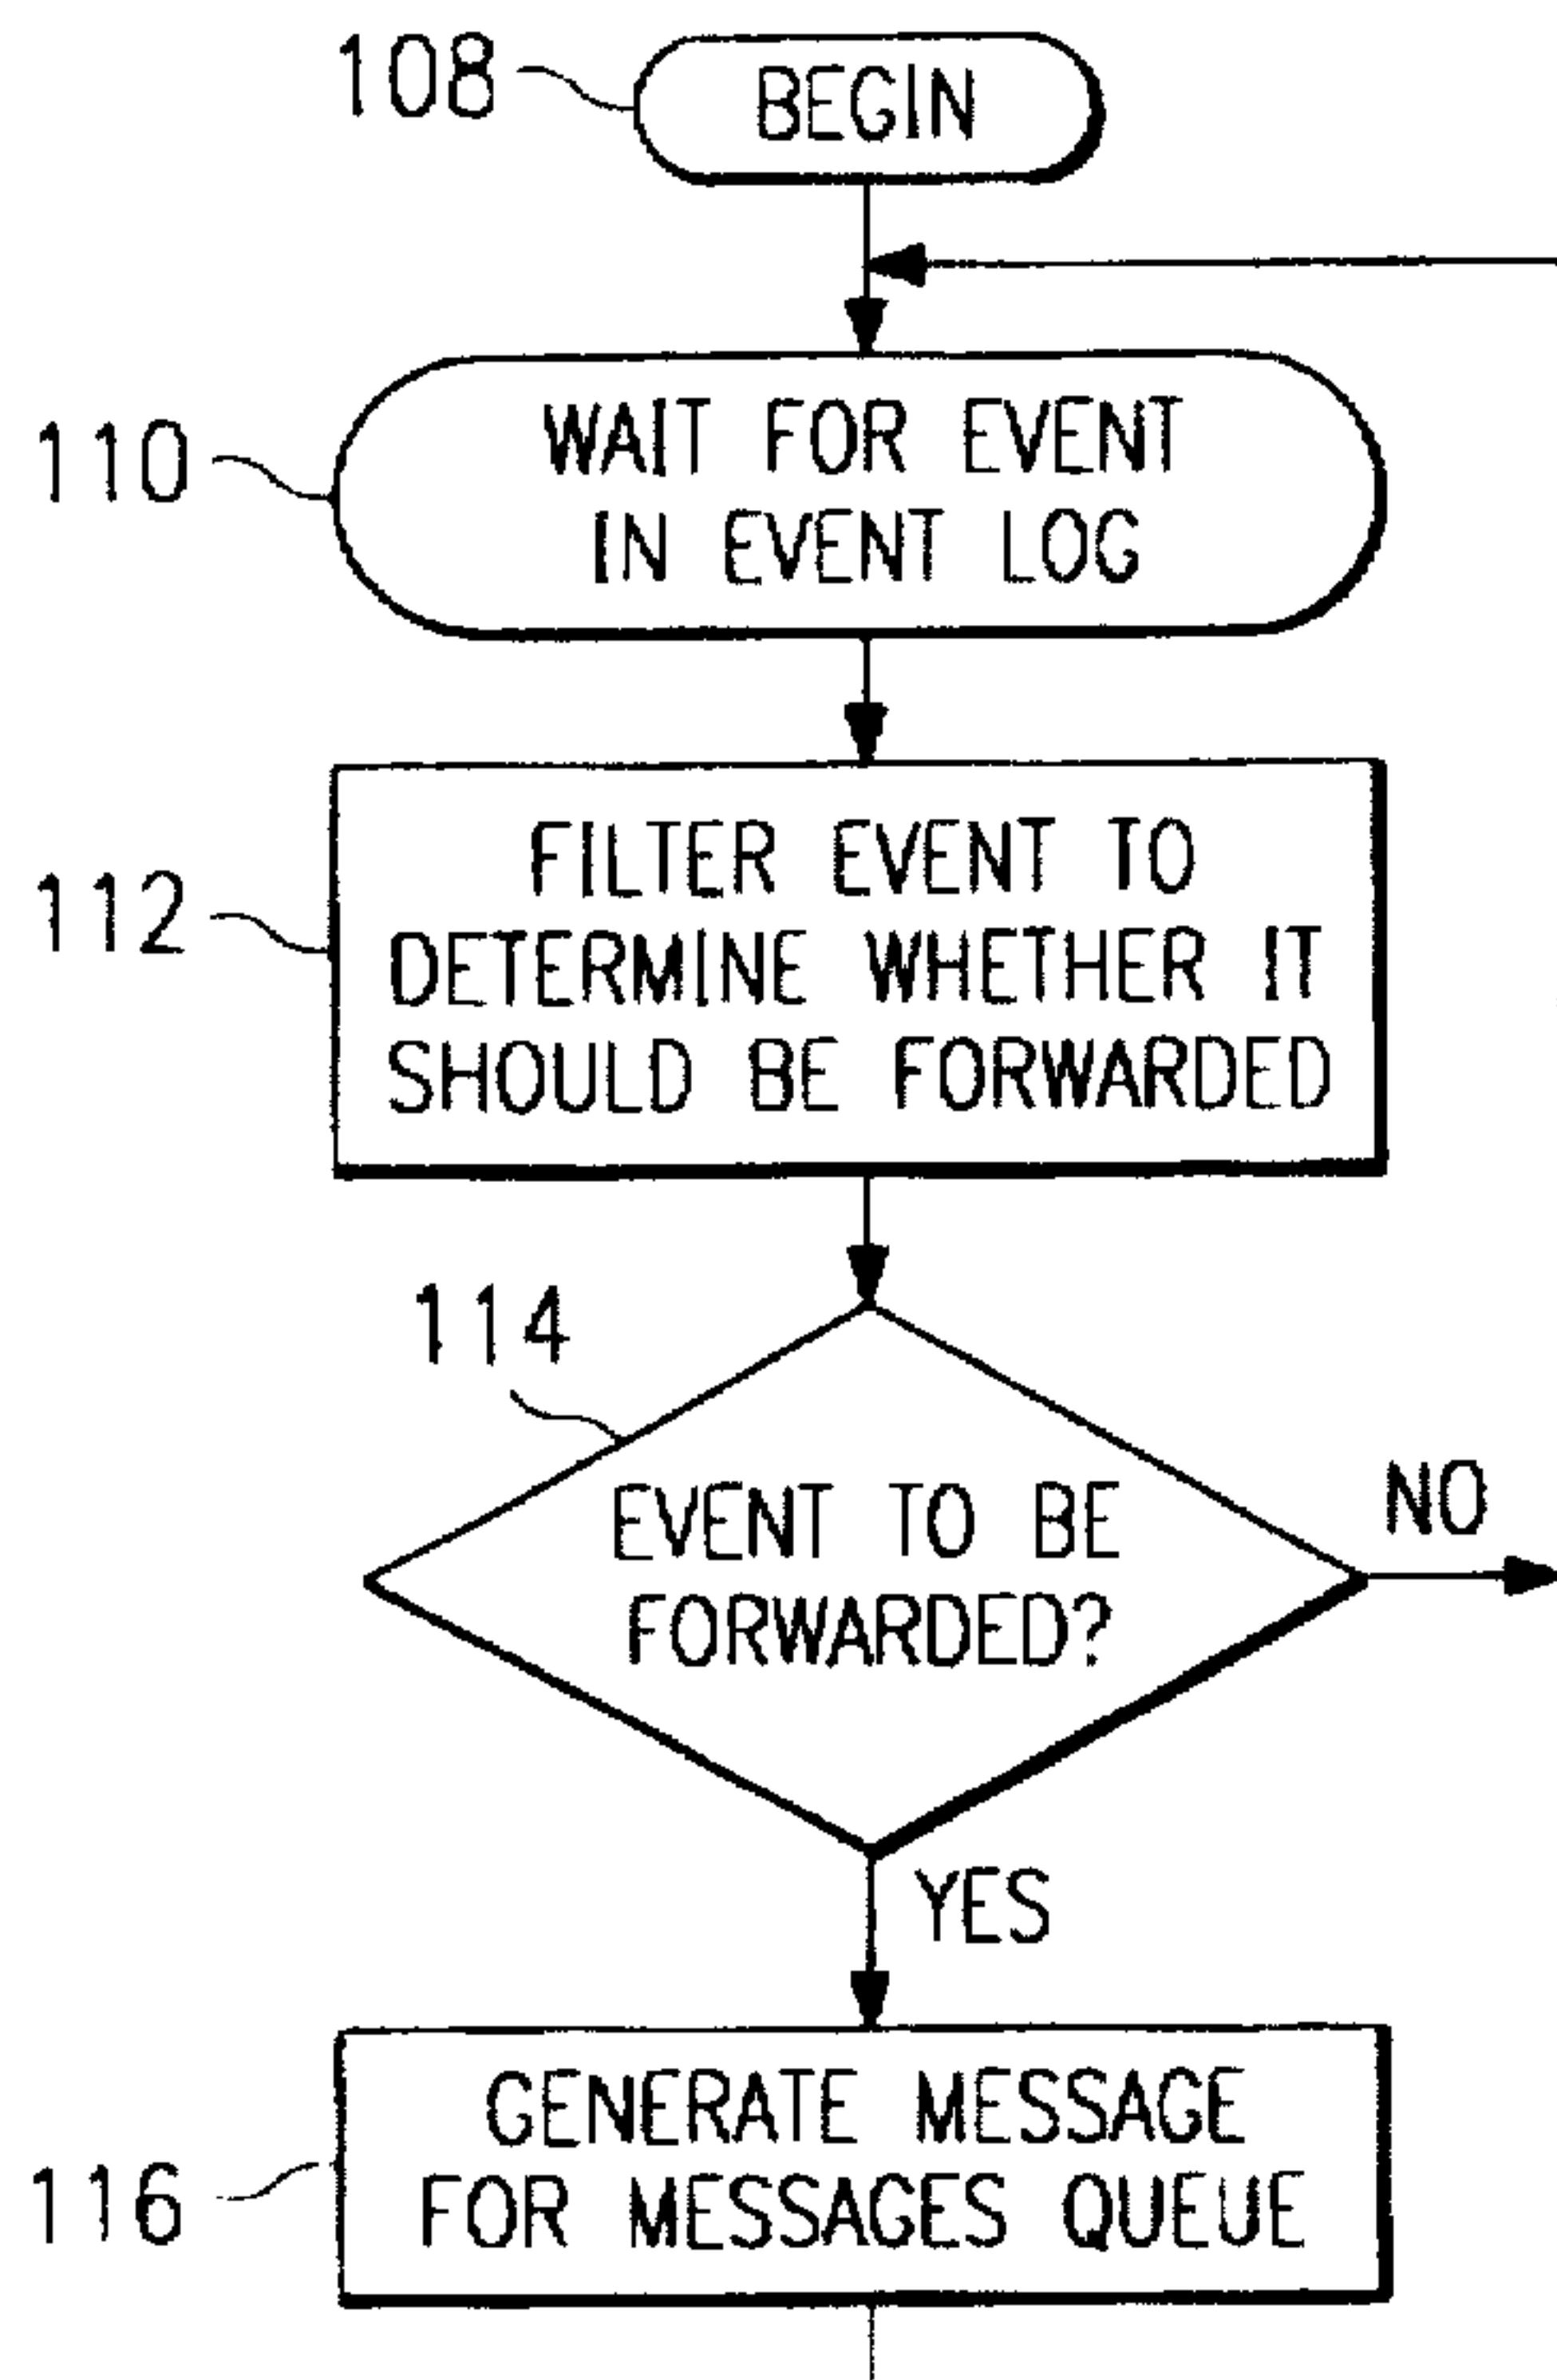 108
BEGIN
110
WAIT FOR EVENT
IN EVENT LOG
112
FILTER EVENT TO
DETERMINE WHETHER IT
SHOULD BE FORWARDED
114
EVENT TO BE
FORWARDED?
NO
YES
116
GENERATE MESSAGE
FOR MESSAGES QUEUE